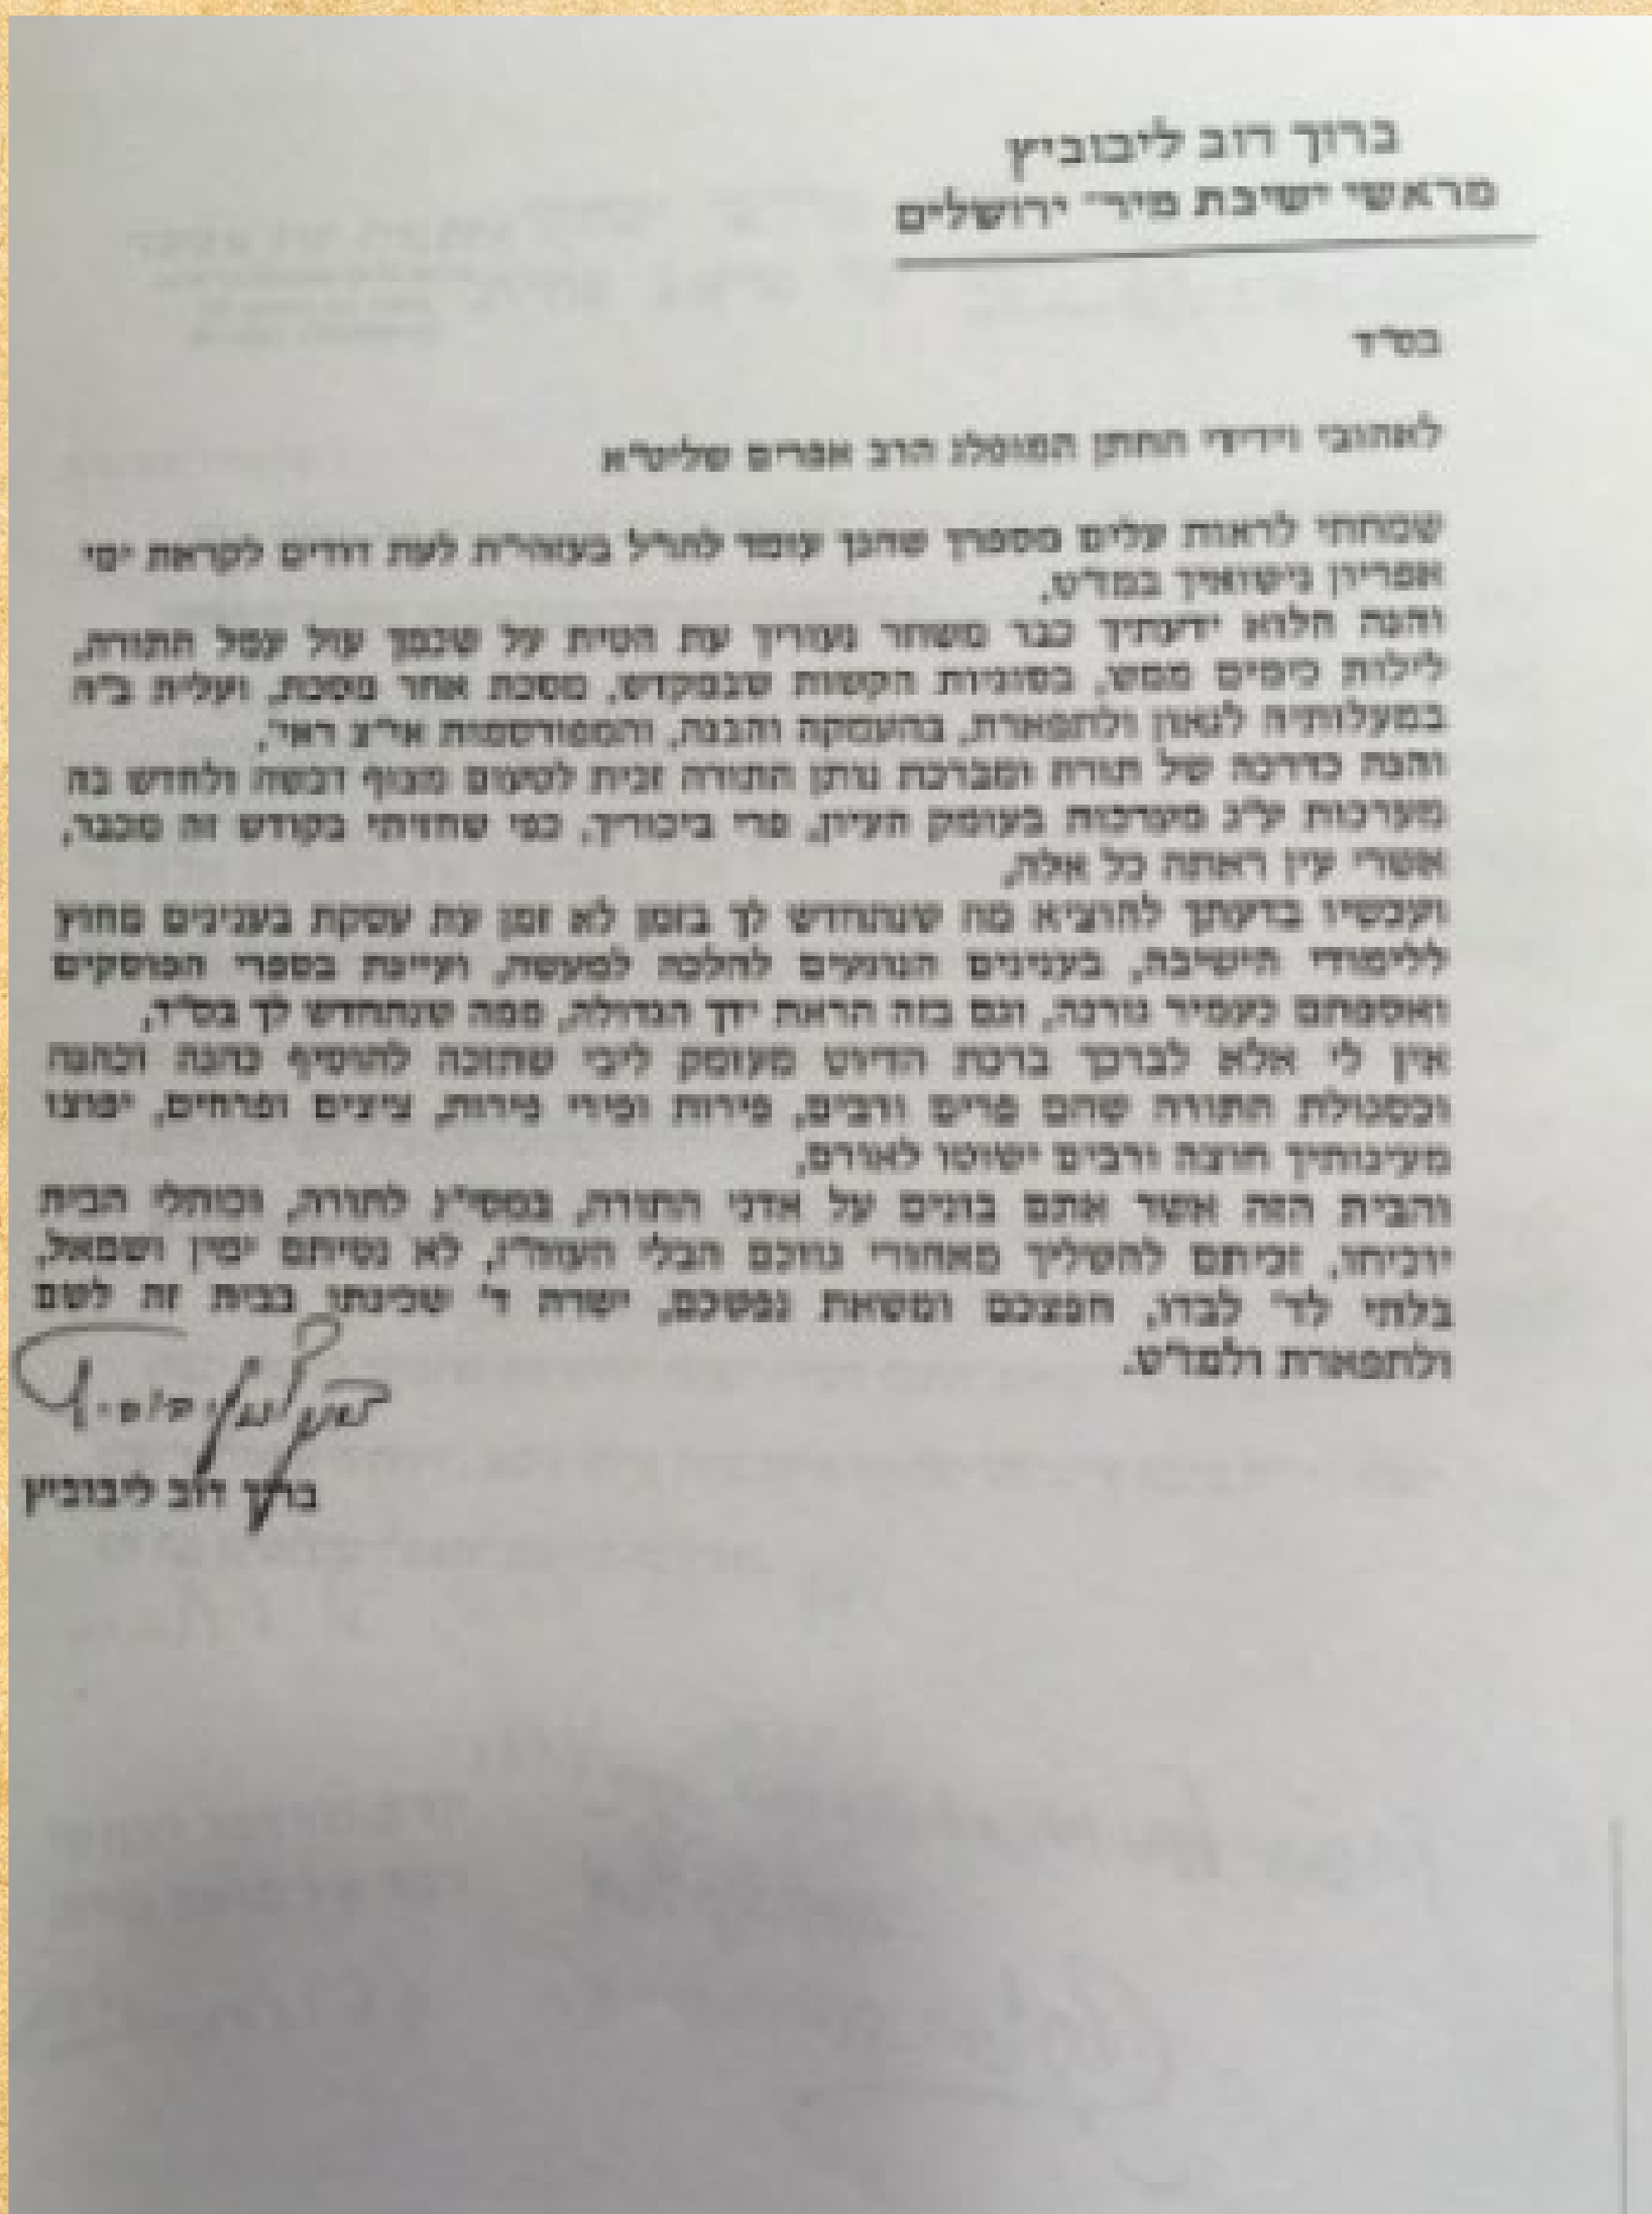 ברוך דוב ליבוביץ
מראשי ישיבת מיר ירושלים
בס"ד
לאהובי וידידי החתן המופלג הרב אפרים שליט"א
שמחתי לראות עלים מספרך שהנך עומד להו"ל בעזהי"ת לעת דודים לקראת ימי
אפריון נישואיך במז"ט,
והנה הלוא ידעתיך כבר משחר נעוריך עת הטית על שכמך עול עמל התורה,
לילות כימים ממש, בסוגיות הקשות שבמקדש, מסכת אחר מסכת, ועלית ב"ה
במעלותיה לגאון ולתפארת, בהעמקה והבנה, והמפורסמות אי"צ ראי',
והנה כדרכה של תורה ומברכת נותן התורה זכית לטעום מצוף דבשה ולחדש בה
מערכות ע"ג מערכות בעומק העיון, פרי ביכוריך, כפי שחזיתי בקודש זה מכבר,
אשרי עין ראתה כל אלה,
ועכשיו בדעתך להוציא מה שנתחדש לך בזמן לא זמן עת עסקת בענינים מחוץ
ללימודי הישיבה, בענינים הנוגעים להלכה למעשה, ועיינת בספרי הפוסקים
ואספתם כעמיר גורנה, וגם בזה הראת ידך הגדולה, ממה שנתחדש לך בס"ד,
אין לי אלא לברכך ברכת הדיוט מעומק ליבי שתזכה להוסיף כהנה וכהנה
וכסגולת התורה שהם פרים ורבים, פירות ופירי פירות, ציצים ופרחים, יפוצו
מעינותיך חוצה ורבים ישוטו לאורם,
והבית הזה אשר אתם בונים על אדני התורה, במסי"נ לתורה, וכותלי הבית
יוכיחו, זכיתם להשליך מאחורי גווכם הבלי העוה"ז, לא נטיתם ימין ושמאל,
בלתי לד' לבדו, חפצכם ומשאת נפשכם, ישרה ד' שכינתו בבית זה לשם
ולתפארת ולמז"ט.
ברוך דוב ליבוביץ